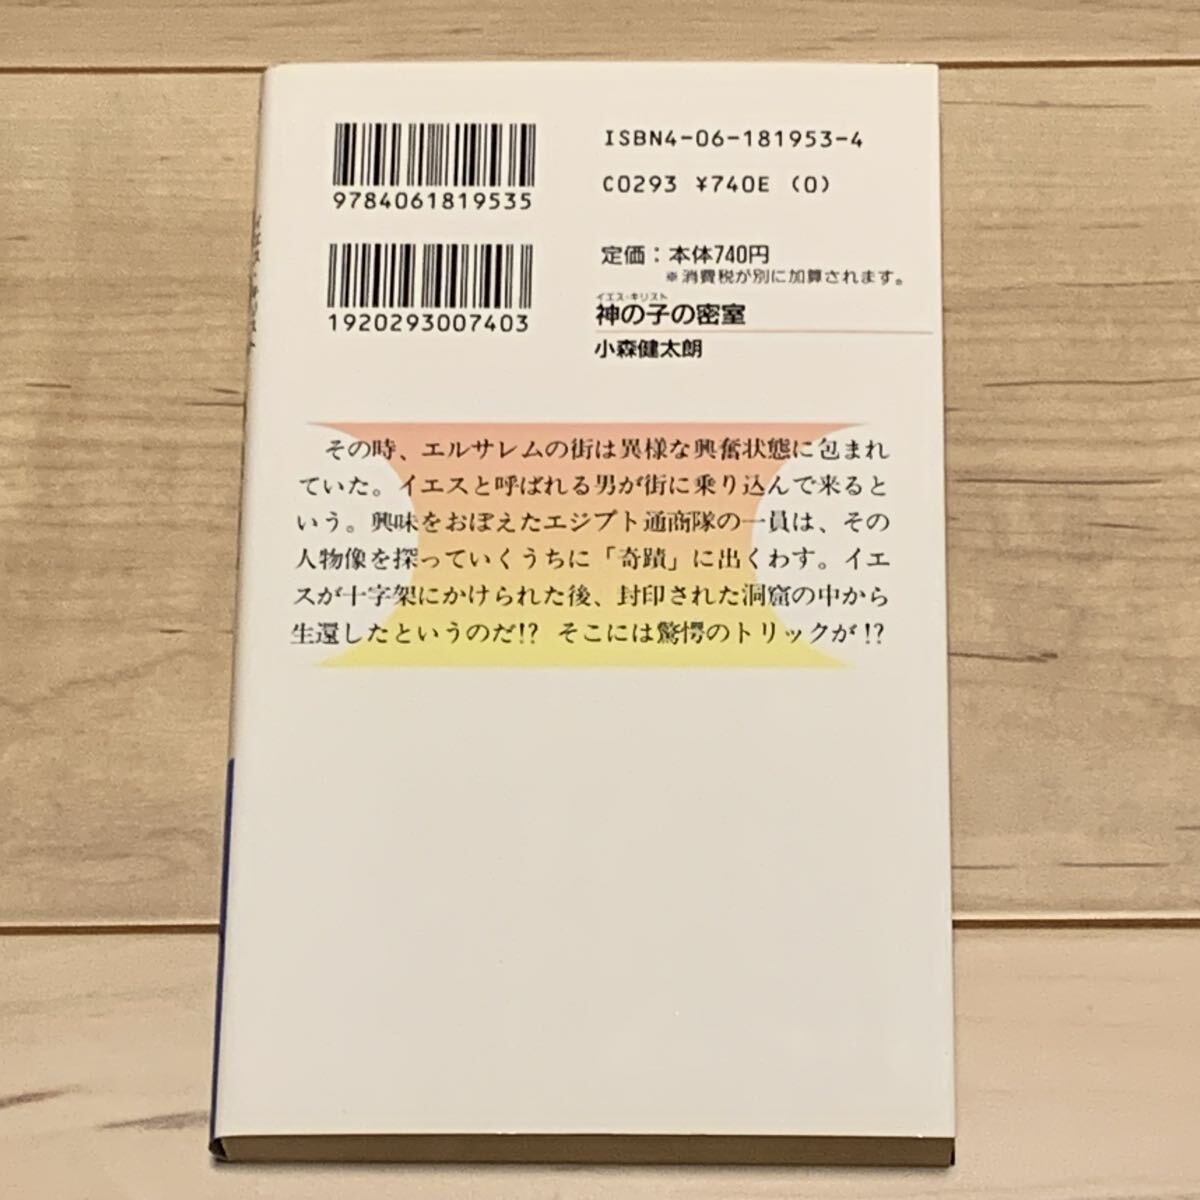 9784061819535
1920293007403
ISBN4-06-181953-4
C0293 ¥740E (0)
定価：本体740円
※消費税が別に加算されます。
イエス・キリスト
神の子の密室
小森健太朗
その時、エルサレムの街は異様な興奮状態に包まれ
ていた。イエスと呼ばれる男が街に乗り込んで来ると
いう。興味をおぼえたエジプト通商隊の一員は、その
人物像を探っていくうちに「奇蹟」に出くわす。イエ
スが十字架にかけられた後、封印された洞窟の中から
生還したというのだ!? そこには驚愕のトリックが!?
イエス・キリスト